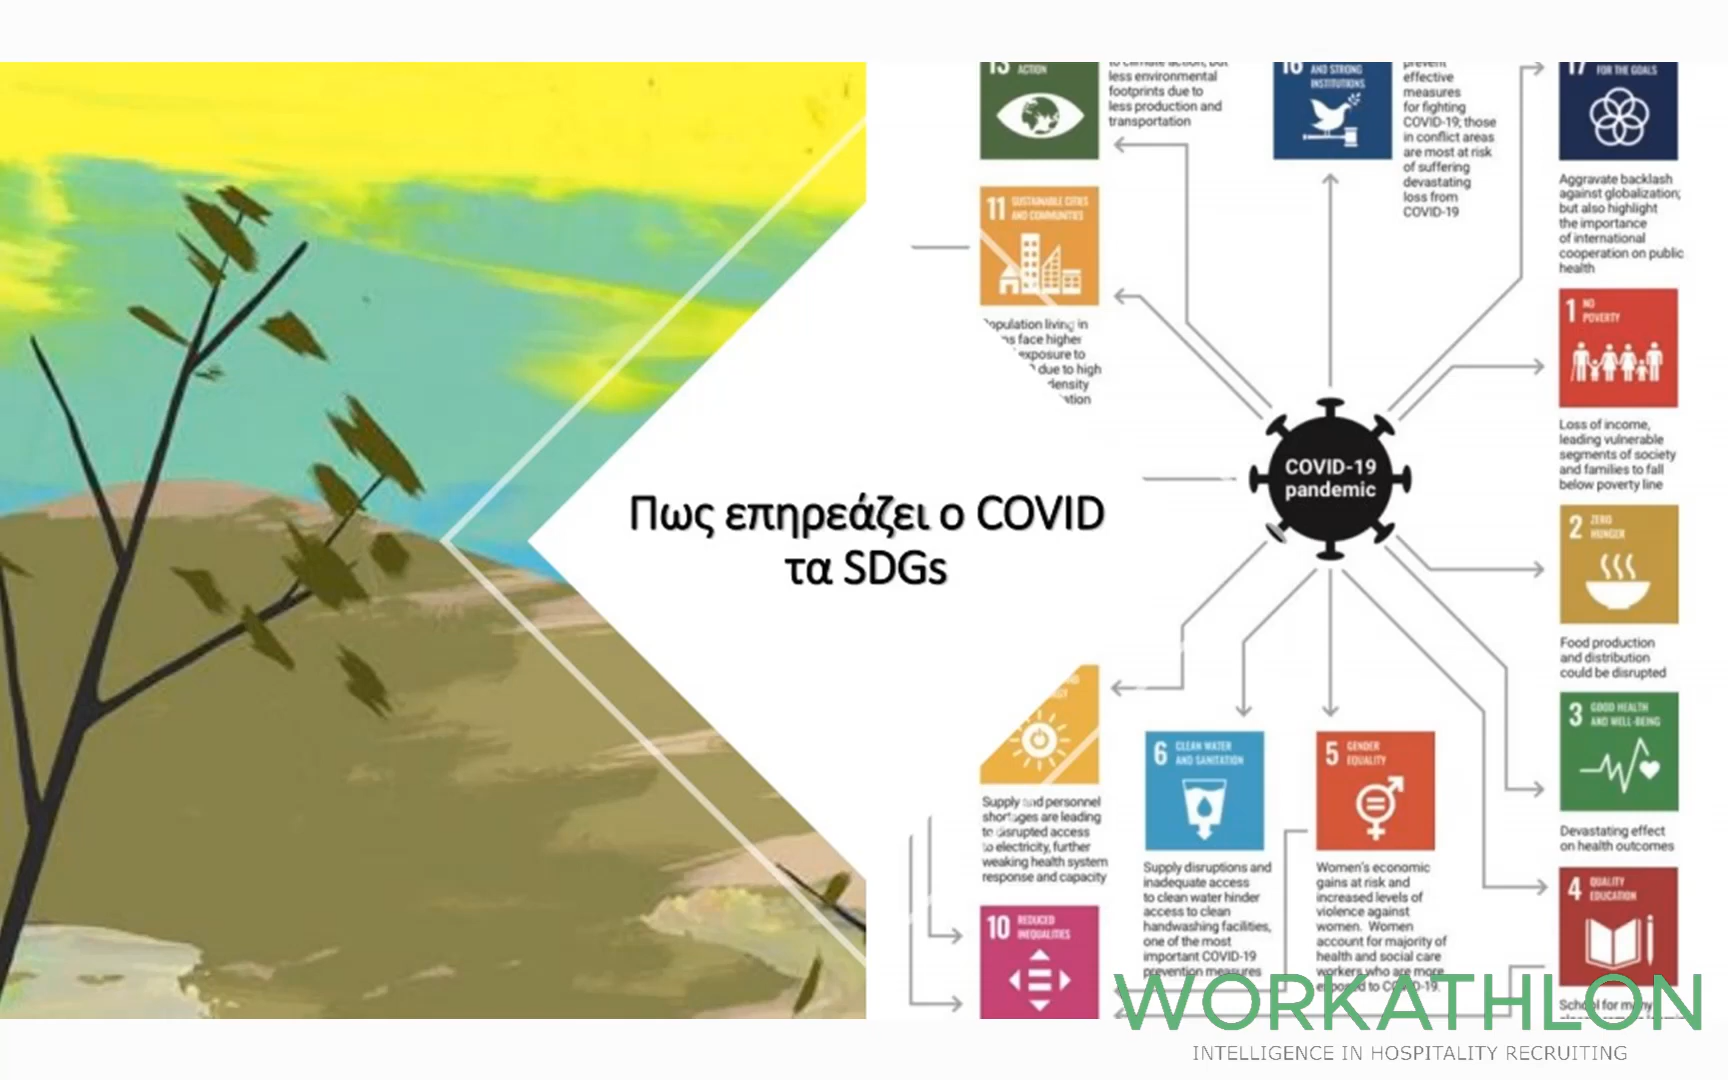 Πως επηρεάζει ο COVID
τα SDGs
13 ACTION
less environmental
footprints due to
less production and
transportation
16 AND STRONG
INSTITUTIONS
prevent
effective
measures
for fighting
COVID-19; those
in conflict areas
are most at risk
of suffering
devastating
loss from
COVID-19
17 FOR THE GOALS
Aggravate backlash
against globalization;
but also highlight
the importance
of international
cooperation on public
health
11 SUSTAINABLE CITIES
AND COMMUNITIES
Population living in
face higher
exposure to
due to high
density
1 NO
POVERTY
Loss of income,
leading vulnerable
segments of society
and families to fall
below poverty line
COVID-19
pandemic
2 ZERO
HUNGER
Food production
and distribution
could be disrupted
3 GOOD HEALTH
AND WELL-BEING
Devastating effect
on health outcomes
4 QUALITY
EDUCATION
School for many
Supply and personnel
shortages are leading
to disrupted access
to electricity, further
weaking health system
response and capacity
6 CLEAN WATER
AND SANITATION
Supply disruptions and
inadequate access
to clean water hinder
access to clean
handwashing facilities,
one of the most
important COVID-19
prevention measures
5 GENDER
EQUALITY
Women's economic
gains at risk and
increased levels of
violence against
women. Women
account for majority of
health and social care
workers who are more
exposed to COVID-19.
10 REDUCED
INEQUALITIES
WORKATHLON
INTELLIGENCE IN HOSPITALITY RECRUITING